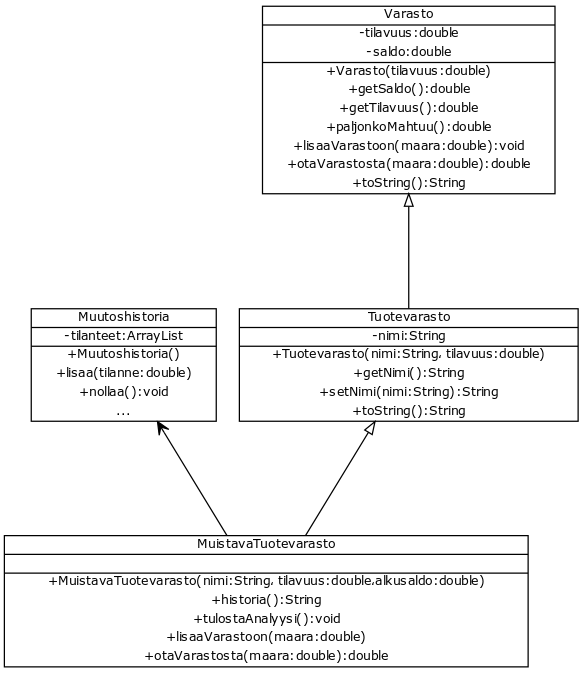 Varasto
-tilavuus:double
-saldo:double
+Varasto(tilavuus:double)
+getSaldo():double
+getTilavuus():double
+paljonkoMahtuu():double
+lisaaVarastoon(maara:double):void
+otaVarastosta(maara:double):double
+toString():String
Muutoshistoria
-tilanteet:ArrayList
+Muutoshistoria()
+lisaa(tilanne:double)
+nollaa():void
...
Tuotevarasto
-nimi:String
+Tuotevarasto(nimi:String, tilavuus:double)
+getNimi():String
+setNimi(nimi:String):String
+toString():String
MuistavaTuotevarasto
+MuistavaTuotevarasto(nimi:String, tilavuus:double,alkusaldo:double)
+historia():String
+tulostaAnalyysi():void
+lisaaVarastoon(maara:double)
+otaVarastosta(maara:double):double